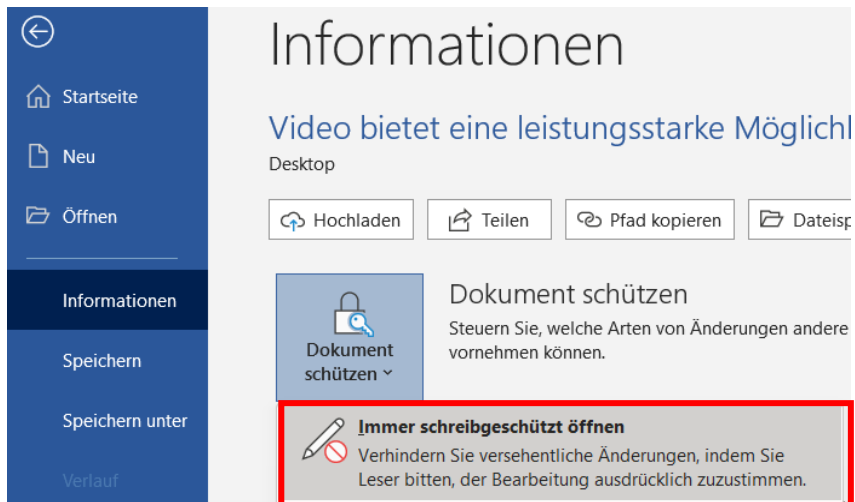 Informationen
Startseite
Neu
Öffnen
Informationen
Speichern
Speichern unter
Verlauf
Video bietet eine leistungsstarke Möglichl
Desktop
Hochladen
Teilen
Pfad kopieren
Dateisp
Dokument
schützen
Dokument schützen
Steuern Sie, welche Arten von Änderungen andere
vornehmen können.
Immer schreibgeschützt öffnen
Verhindern Sie versehentliche Änderungen, indem Sie
Leser bitten, der Bearbeitung ausdrücklich zuzustimmen.